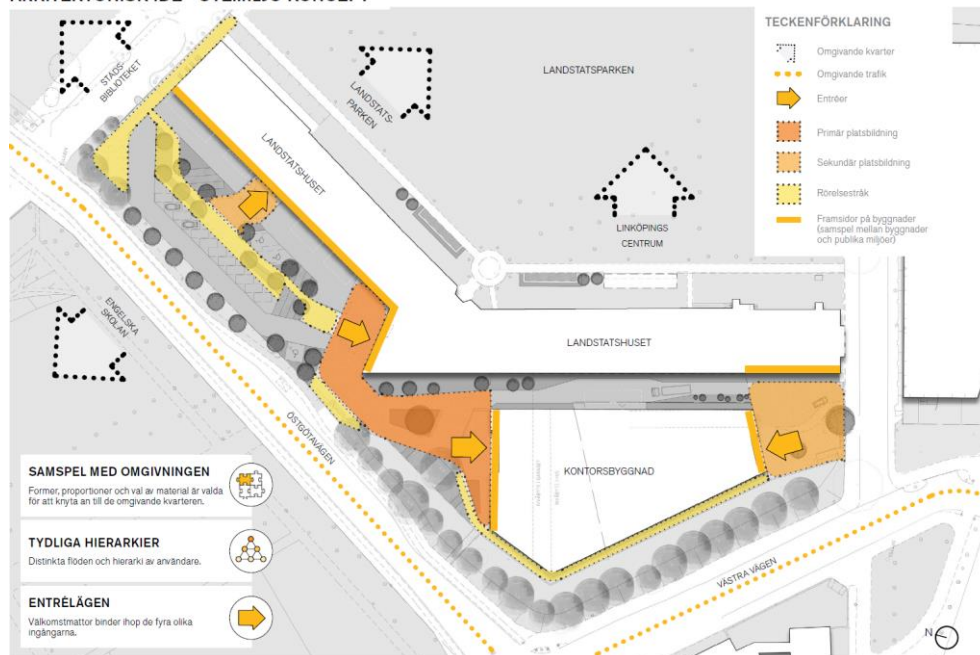 STADS-
BIBLIOTEKET
LANDSTATS-
PARKEN
LANDSTATSPARKEN
LANDSTATSHUSET
LINKÖPINGS
CENTRUM
ENGELSKA
SKOLAN
LANDSTATSHUSET
ÖSTGÖTAVÄGEN
KONTORSBYGGNAD
VÄSTRA VÄGEN
N
TECKENFÖRKLARING
Omgivande kvarter
Omgivande trafik
Entréer
Primär platsbildning
Sekundär platsbildning
Rörelsestråk
Framsidor på byggnader
(samspel mellan byggnader
och publika miljöer)
SAMSPEL MED OMGIVNINGEN
Former, proportioner och val av material är valda
för att knyta an till de omgivande kvarteren.
TYDLIGA HIERARKIER
Distinkta flöden och hierarki av användare.
ENTRÉLÄGEN
Välkomstmattor binder ihop de fyra olika
ingångarna.